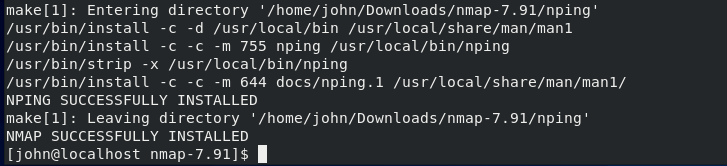 make[1]: Entering directory '/home/john/Downloads/nmap-7.91/nping'
/usr/bin/install -c -d /usr/local/bin /usr/local/share/man/man1
/usr/bin/install -c -c -m 755 nping /usr/local/bin/nping
/usr/bin/strip -x /usr/local/bin/nping
/usr/bin/install -c -c -m 644 docs/nping.1 /usr/local/share/man/man1/
NPING SUCCESSFULLY INSTALLED
make[1]: Leaving directory '/home/john/Downloads/nmap-7.91/nping'
NMAP SUCCESSFULLY INSTALLED
[john@localhost nmap-7.91]$